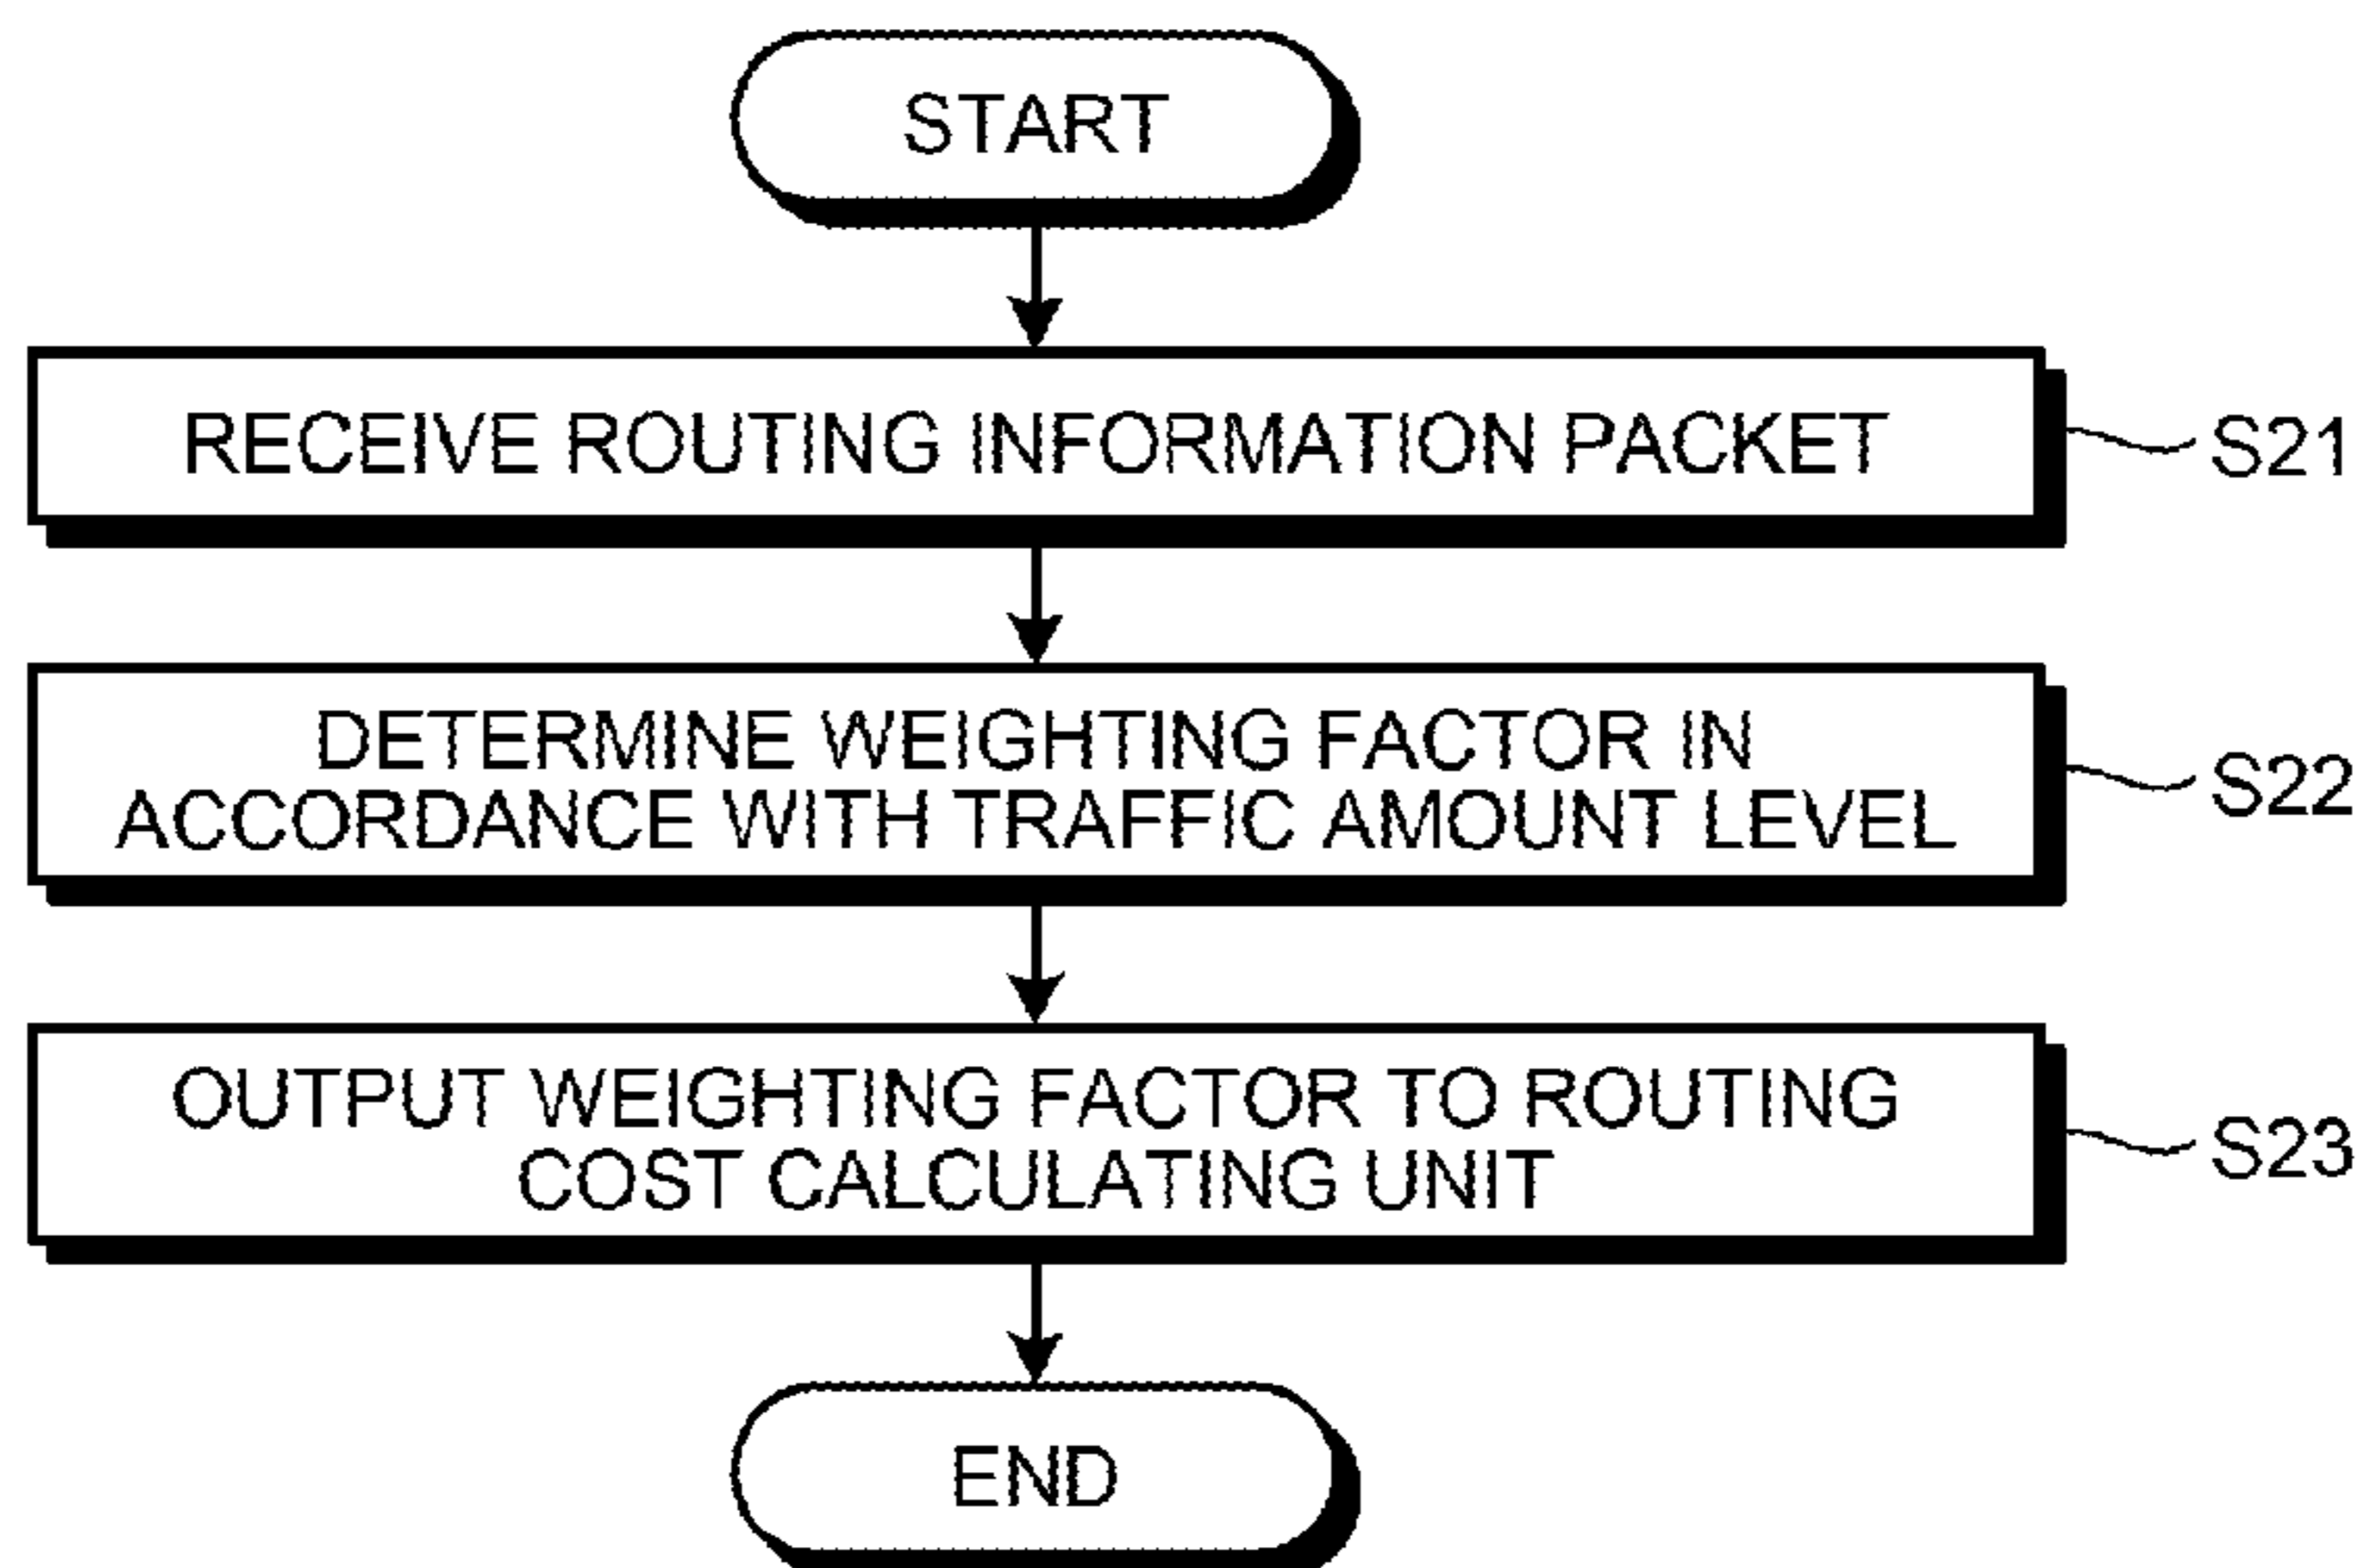 START
RECEIVE ROUTING INFORMATION PACKET
S21
DETERMINE WEIGHTING FACTOR IN
ACCORDANCE WITH TRAFFIC AMOUNT LEVEL
S22
OUTPUT WEIGHTING FACTOR TO ROUTING
COST CALCULATING UNIT
S23
END